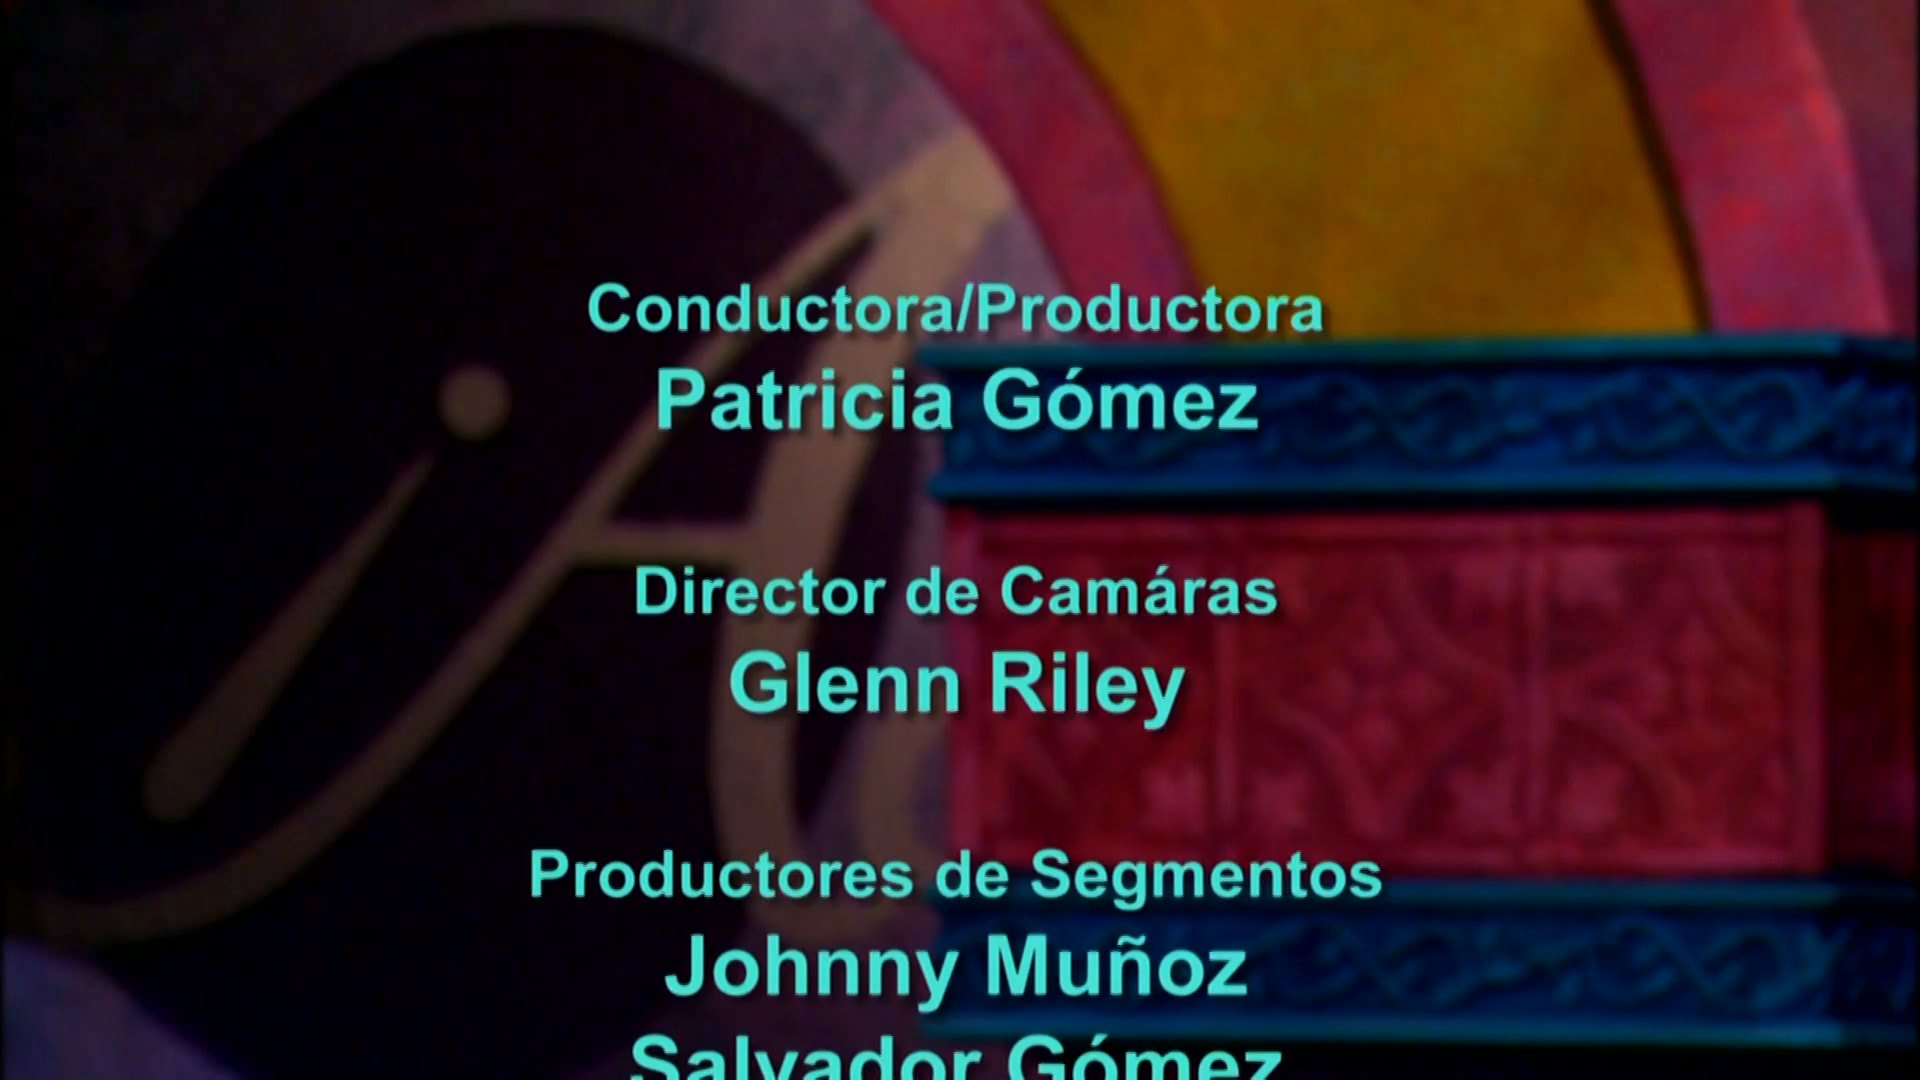 Conductora/Productora
Patricia Gómez
Director de Camáras
Glenn Riley
Productores de Segmentos
Johnny Muñoz
Salvador Gómez